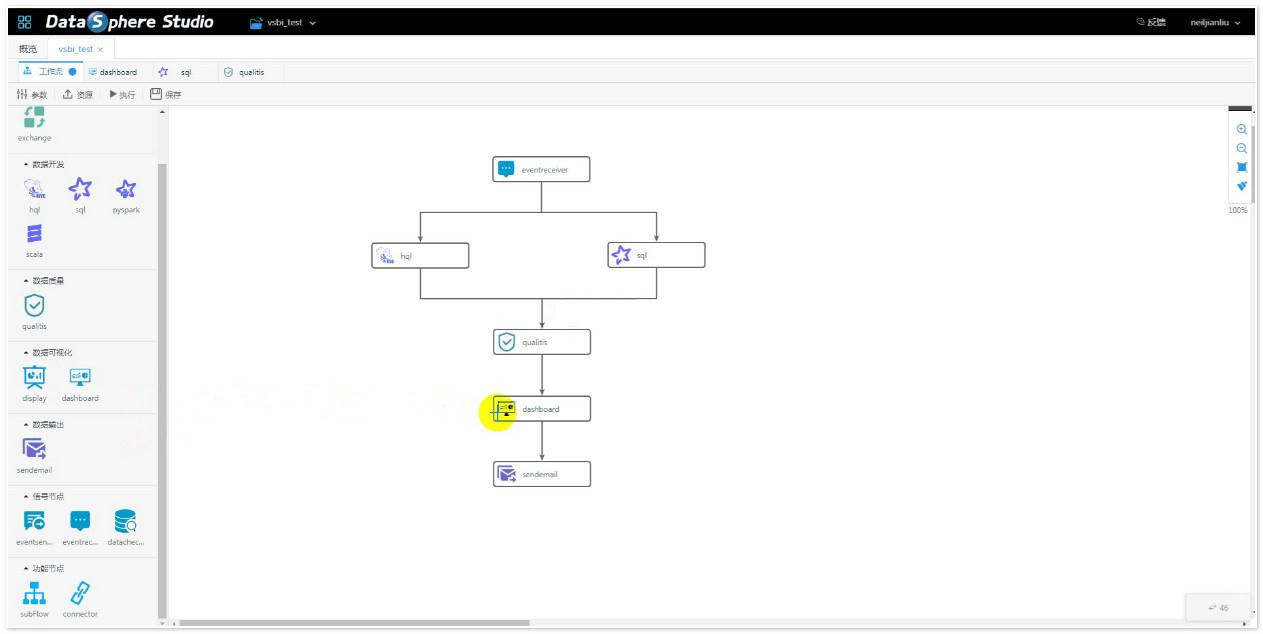 DataSphere Studio vsbi_test 反馈 neiljianliu
概览 vsbi_test ×
工作流 dashboard sql qualitis
参数 资源 执行 保存
exchange
数据开发
hql sql pyspark
scala
数据质量
qualitis
数据可视化
display dashboard
数据输出
sendemail
信号节点
eventsen... eventrec... datachec...
功能节点
subFlow connector
eventreceiver
hql sql
qualitis
dashboard
sendemail
100%
46